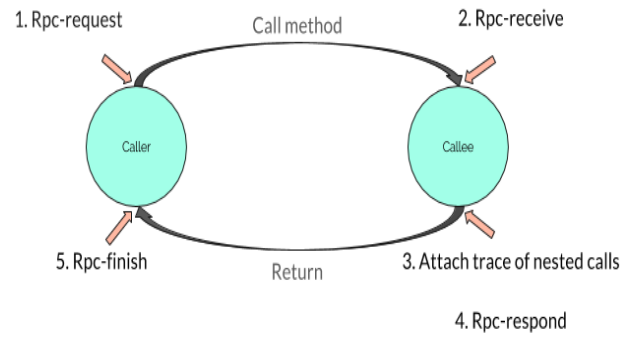 1. Rpc-request
Call method
2. Rpc-receive
Caller
Callee
5. Rpc-finish
Return
3. Attach trace of nested calls
4. Rpc-respond